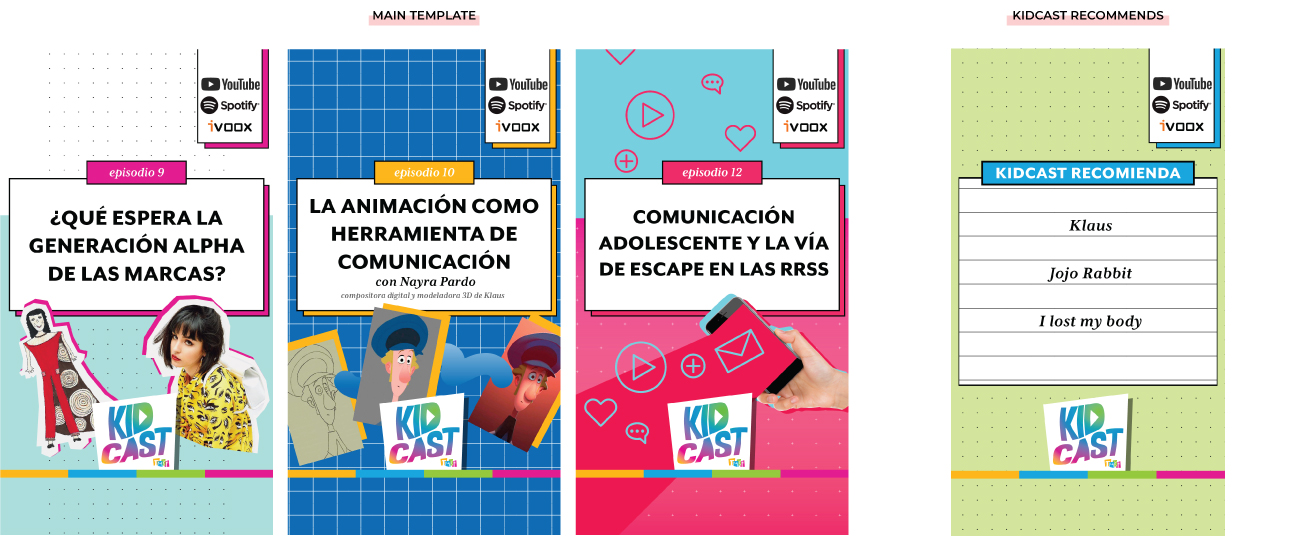 MAIN TEMPLATE
KIDCAST RECOMMENDS
YouTube
Spotify
iVOOX
episodio 9
¿QUÉ ESPERA LA
GENERACIÓN ALPHA
DE LAS MARCAS?
KID
CAST
YouTube
Spotify
iVOOX
episodio 10
LA ANIMACIÓN COMO
HERRAMIENTA DE
COMUNICACIÓN
con Nayra Pardo
compositora digital y modeladora 3D de Klaus
KID
CAST
YouTube
Spotify
iVOOX
episodio 12
COMUNICACIÓN
ADOLESCENTE Y LA VÍA
DE ESCAPE EN LAS RRSS
KID
CAST
YouTube
Spotify
iVOOX
KIDCAST RECOMIENDA
Klaus
Jojo Rabbit
I lost my body
KID
CAST